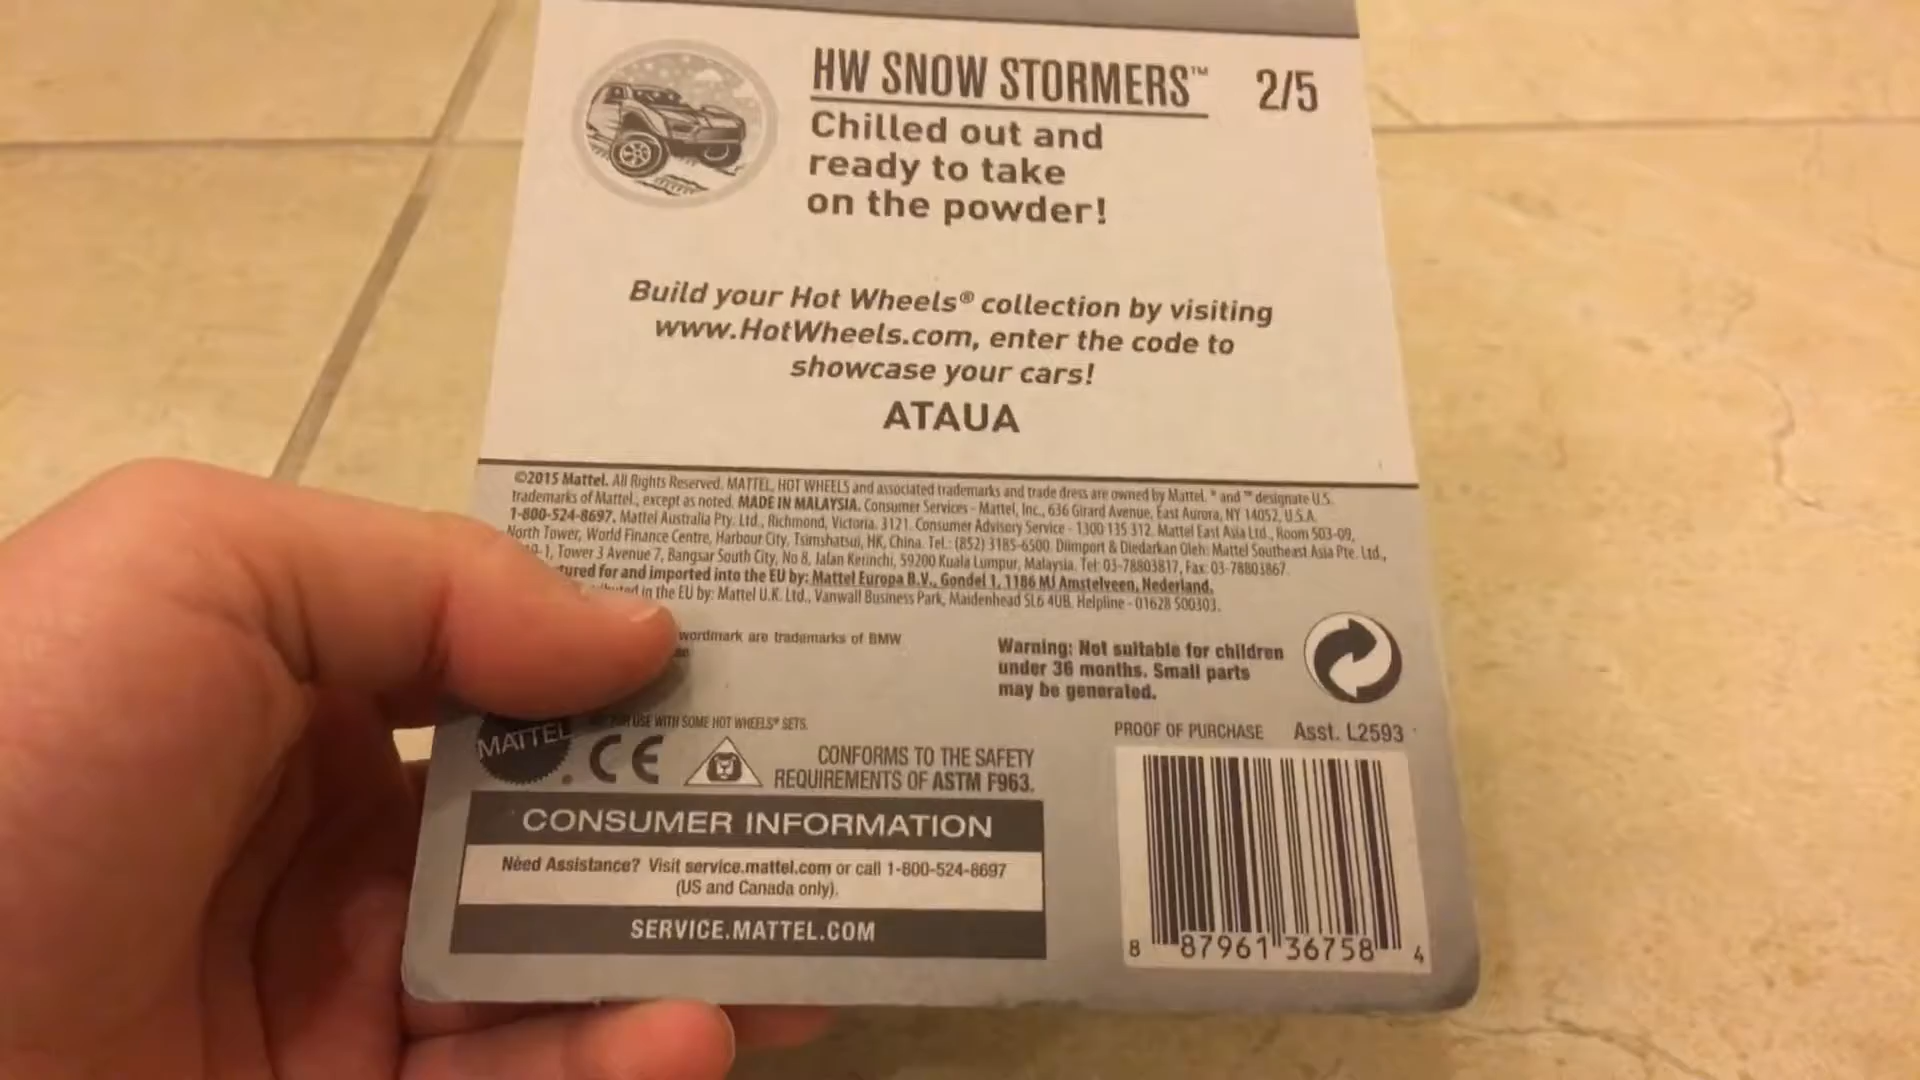 HW SNOW STORMERS™ 2/5
Chilled out and
ready to take
on the powder!
Build your Hot Wheels® collection by visiting
www.HotWheels.com, enter the code to
showcase your cars!
ATAUA
©2015 Mattel. All Rights Reserved. MATTEL, HOT WHEELS and associated trademarks and trade dress are owned by Mattel. ® and ™ designate U.S.
trademarks of Mattel, except as noted. MADE IN MALAYSIA. Consumer Services - Mattel, Inc., 636 Girard Avenue, East Aurora, NY 14052, U.S.A.
1-800-524-8697. Mattel Australia Pty. Ltd., Richmond, Victoria. 3121. Consumer Advisory Service - 1300 135 312. Mattel East Asia Ltd., Room 503-09,
North Tower, World Finance Centre, Harbour City, Tsimshatsui, HK, China. Tel.: (852) 3185-6500. Diimport & Diedarkan Oleh: Mattel Southeast Asia Pte. Ltd.,
Tower 3 Avenue 7, Bangsar South City, No 8, Jalan Kerinchi, 59200 Kuala Lumpur, Malaysia. Tel: 03-78803817, Fax: 03-78803867.
for and imported into the EU by: Mattel Europa B.V., Gondel 1, 1186 MJ Amstelveen, Nederland.
in the EU by: Mattel U.K. Ltd., Vanwall Business Park, Maidenhead SL6 4UB. Helpline - 01628 500303.
wordmark are trademarks of BMW
Warning: Not suitable for children
under 36 months. Small parts
may be generated.
USE WITH SOME HOT WHEELS® SETS.
PROOF OF PURCHASE Asst. L2593
MATTEL
CE
CONFORMS TO THE SAFETY
REQUIREMENTS OF ASTM F963.
CONSUMER INFORMATION
Need Assistance? Visit service.mattel.com or call 1-800-524-8697
(US and Canada only).
SERVICE.MATTEL.COM
8 87961 36758 4